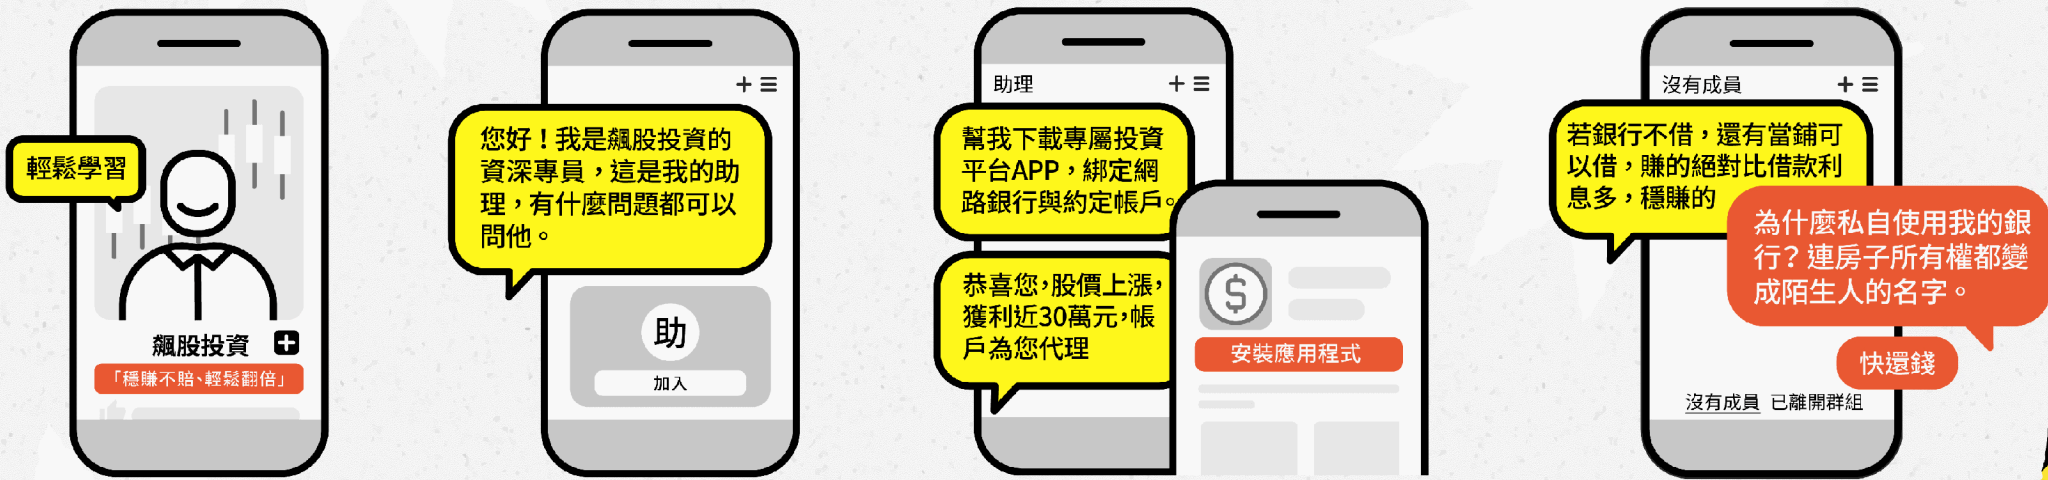 輕鬆學習
飆股投資
「穩賺不賠、輕鬆翻倍」
您好！我是飆股投資的
資深專員，這是我的助
理，有什麼問題都可以
問他。
助
加入
助理
幫我下載專屬投資
平台APP，綁定網
路銀行與約定帳戶。
恭喜您，股價上漲，
獲利近30萬元，帳
戶為您代理
$
安裝應用程式
沒有成員
若銀行不借，還有當鋪可
以借，賺的絕對比借款利
息多，穩賺的
為什麼私自使用我的銀
行？連房子所有權都變
成陌生人的名字。
快還錢
沒有成員 已離開群組